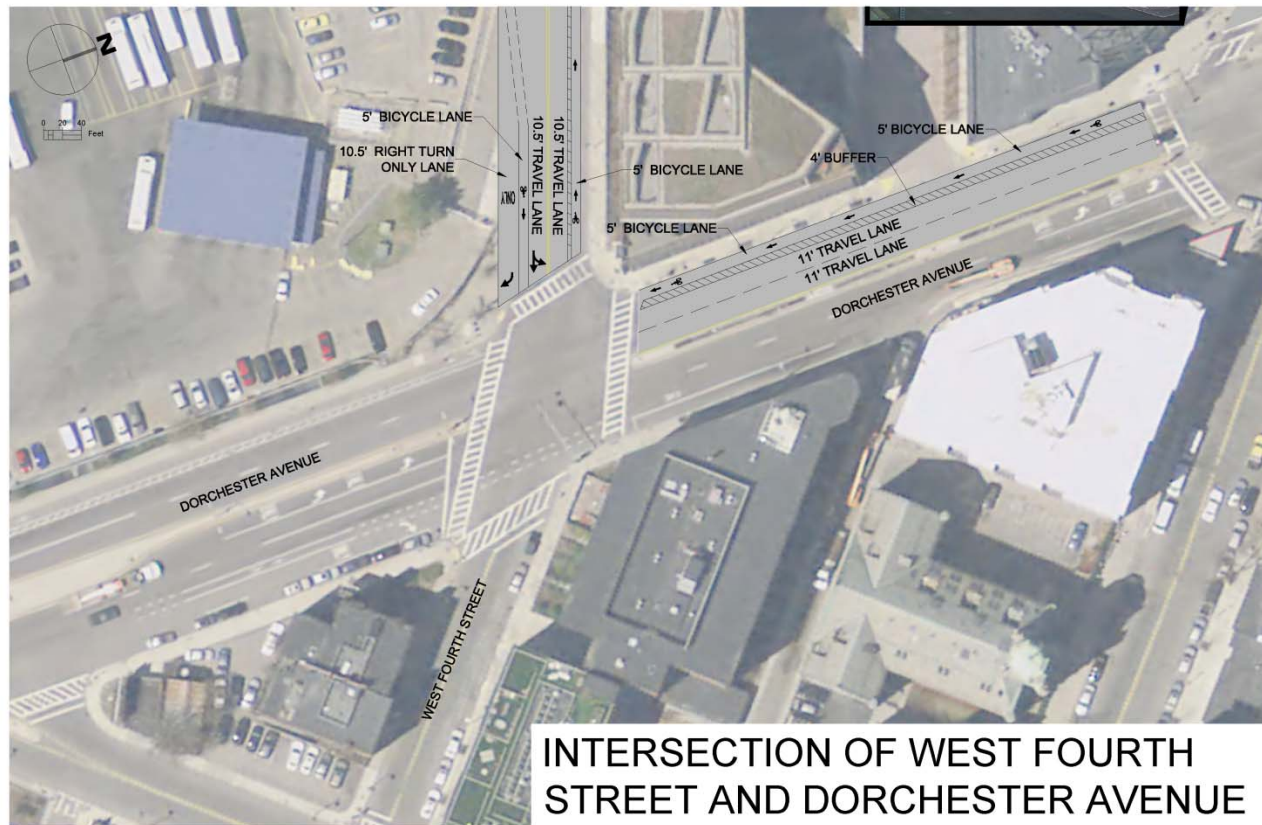 N
0 20 40
Feet
5' BICYCLE LANE
10.5' RIGHT TURN
ONLY LANE
ONLY
10.5' TRAVEL LANE
10.5' TRAVEL LANE
5' BICYCLE LANE
5' BICYCLE LANE
4' BUFFER
5' BICYCLE LANE
11' TRAVEL LANE
11' TRAVEL LANE
DORCHESTER AVENUE
DORCHESTER AVENUE
WEST FOURTH STREET
INTERSECTION OF WEST FOURTH
STREET AND DORCHESTER AVENUE